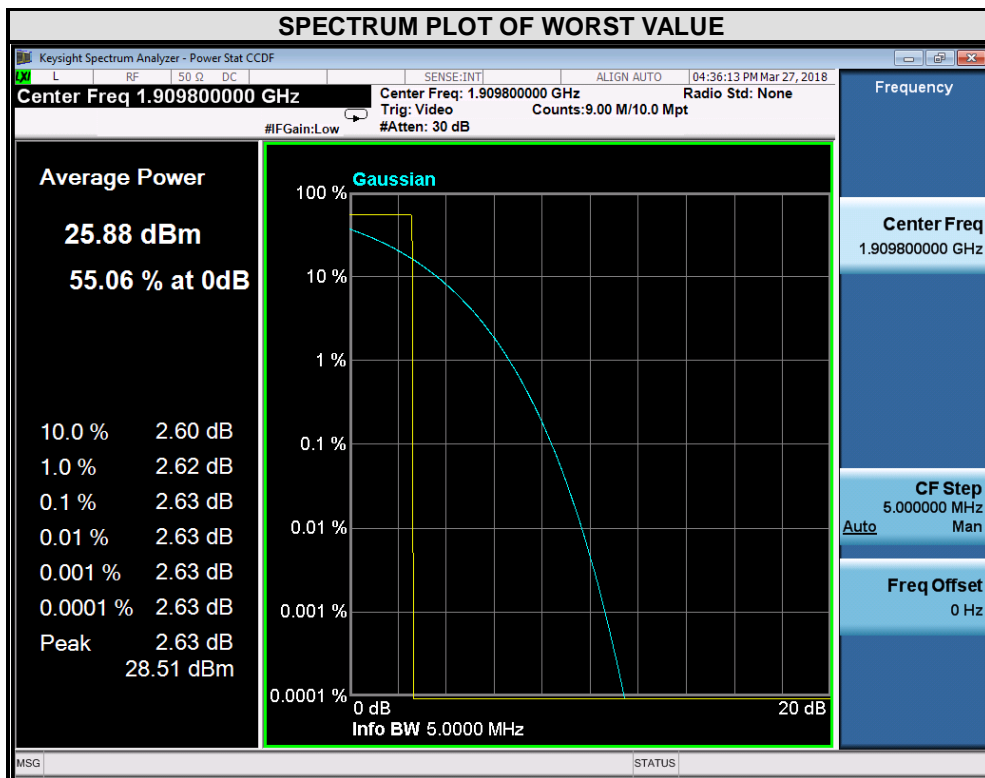 SPECTRUM PLOT OF WORST VALUE
Keysight Spectrum Analyzer - Power Stat CCDF
LXI L RF 50 Ω DC SENSE:INT ALIGN AUTO 04:36:13 PM Mar 27, 2018
Center Freq 1.909800000 GHz
Center Freq: 1.909800000 GHz Radio Std: None
Trig: Video Counts:9.00 M/10.0 Mpt
#IFGain:Low #Atten: 30 dB
Average Power
25.88 dBm
55.06 % at 0dB
10.0 % 2.60 dB
1.0 % 2.62 dB
0.1 % 2.63 dB
0.01 % 2.63 dB
0.001 % 2.63 dB
0.0001 % 2.63 dB
Peak 2.63 dB
28.51 dBm
Gaussian
100 %
10 %
1 %
0.1 %
0.01 %
0.001 %
0.0001 %
0 dB 20 dB
Info BW 5.0000 MHz
Frequency
Center Freq
1.909800000 GHz
CF Step
5.000000 MHz
Auto Man
Freq Offset
0 Hz
MSG STATUS